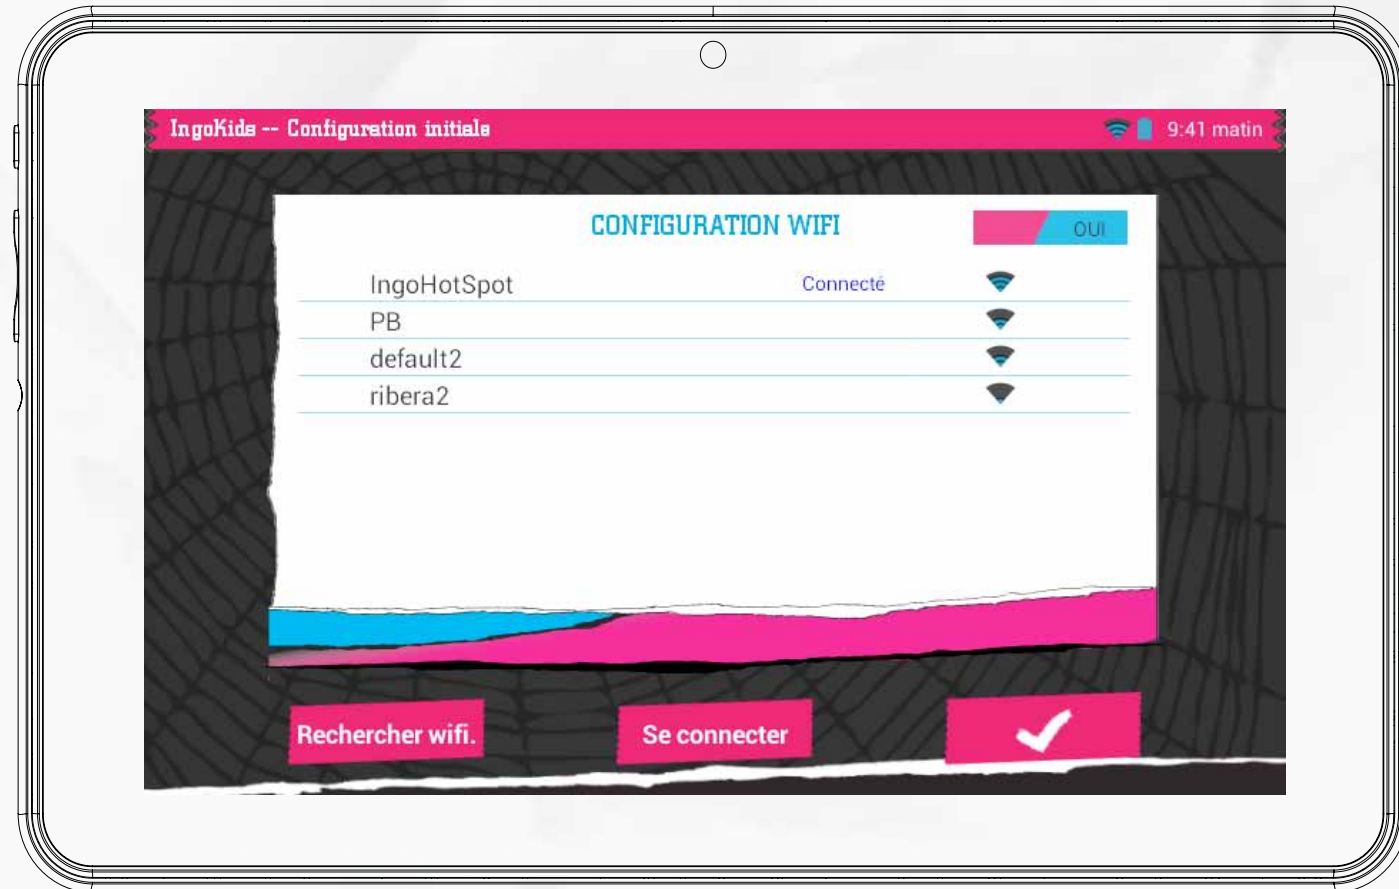 IngoKids -- Configuration initiale
9:41 matin
CONFIGURATION WIFI
OUI
IngoHotSpot Connecté
PB
default2
ribera2
Rechercher wifi.
Se connecter